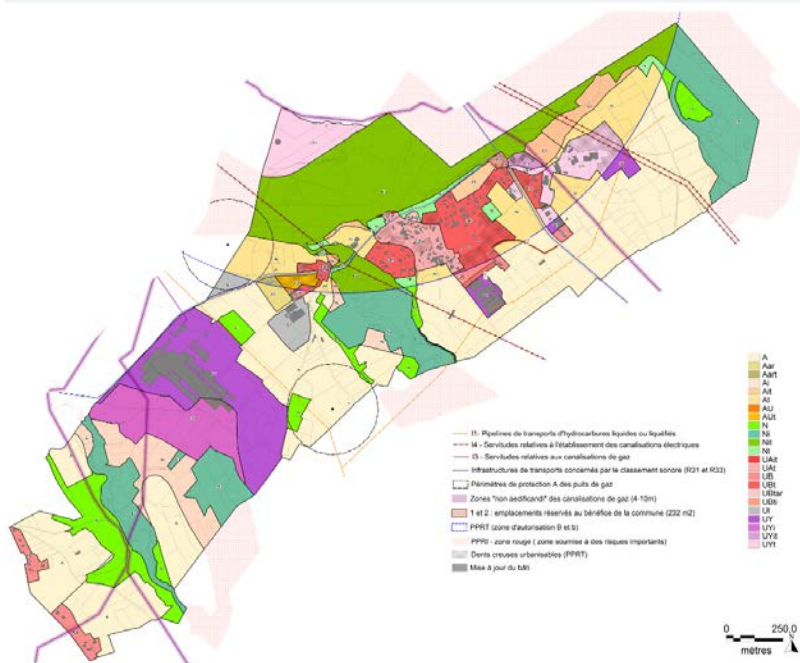 A
Aar
Aart
Ai
Ait
At
AU
AUt
N
Ni
Nit
Nt
UAit
UAt
UB
UBt
UBtar
UBti
UI
UY
UYi
UYit
UYt
I1- Pipelines de transports d'hydrocarbures liquides ou liquéfiés
I4 - Servitudes relatives à l'établissement des canalisations électriques
I3 - Servitudes relatives aux canalisations de gaz
Infrastructures de transports concernés par le classement sonore (R31 et R33)
Périmètres de protection A des puits de gaz
Zones "non aedificandi" des canalisations de gaz (4-10m)
1 et 2 : emplacements réservés au bénéfice de la commune (232 m2)
PPRT (zone d'autorisation B et b)
PPRI - zone rouge ( zone soumise à des risques importants)
Dents creuses urbanisables (PPRT)
Mise à jour du bâti
0 250.0
mètres
N